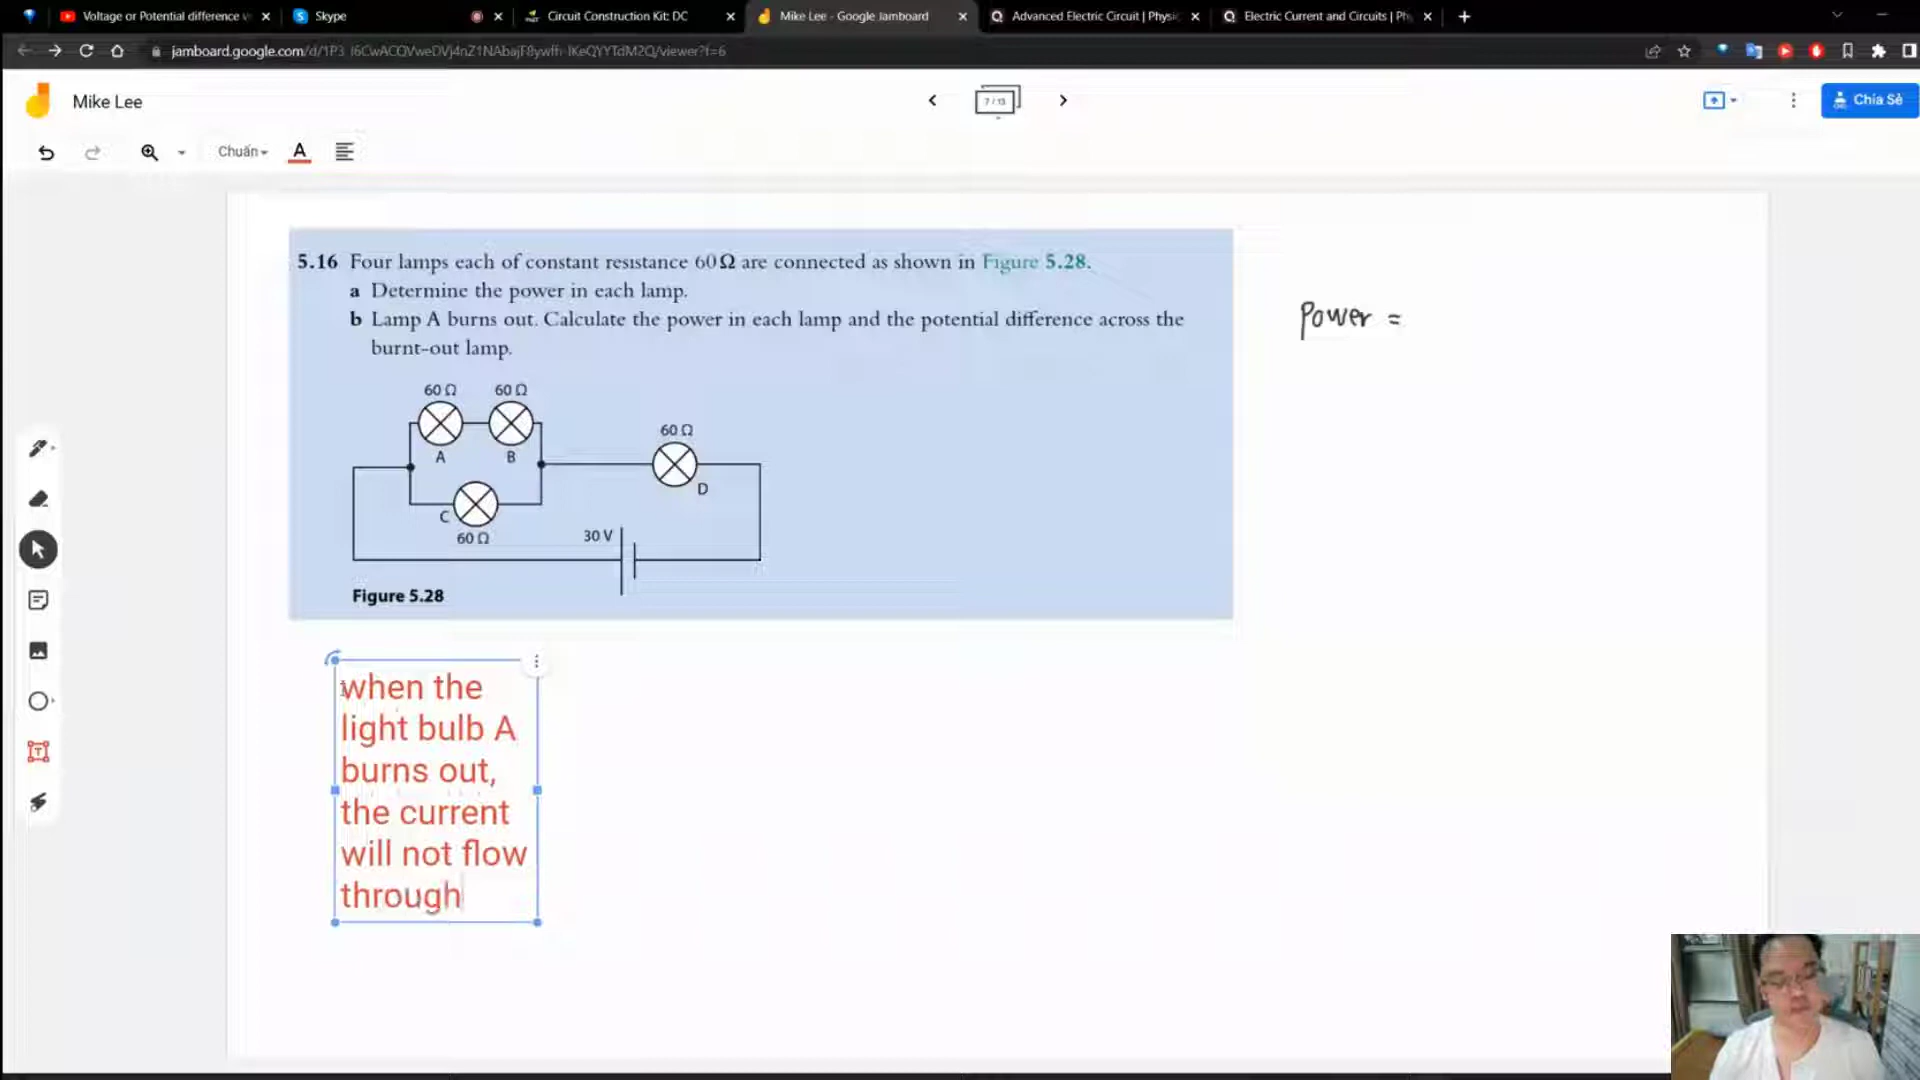 Voltage or Potential difference v
Skype
Circuit Construction Kit: DC
Mike Lee - Google Jamboard
Advanced Electric Circuit | Physic
Electric Current and Circuits | Ph
Mike Lee
7 / 13
Chia Sẻ
Chuẩn
A
5.16 Four lamps each of constant resistance 60 Ω are connected as shown in Figure 5.28.
a Determine the power in each lamp.
b Lamp A burns out. Calculate the power in each lamp and the potential difference across the
burnt-out lamp.
Power =
60 Ω 60 Ω
60 Ω
A B
D
C
60 Ω
30 V
Figure 5.28
when the
light bulb A
burns out,
the current
will not flow
through